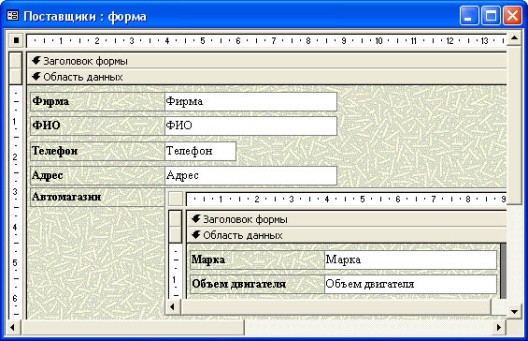 Поставщики : форма
1 2 3 4 5 6 7 8 9 10 11 12 13
Заголовок формы
Область данных
Фирма Фирма
ФИО ФИО
Телефон Телефон
Адрес Адрес
Автомагазин
1 2 3 4 5 6 7 8 9
Заголовок формы
Область данных
Марка Марка
Объем двигателя Объем двигателя